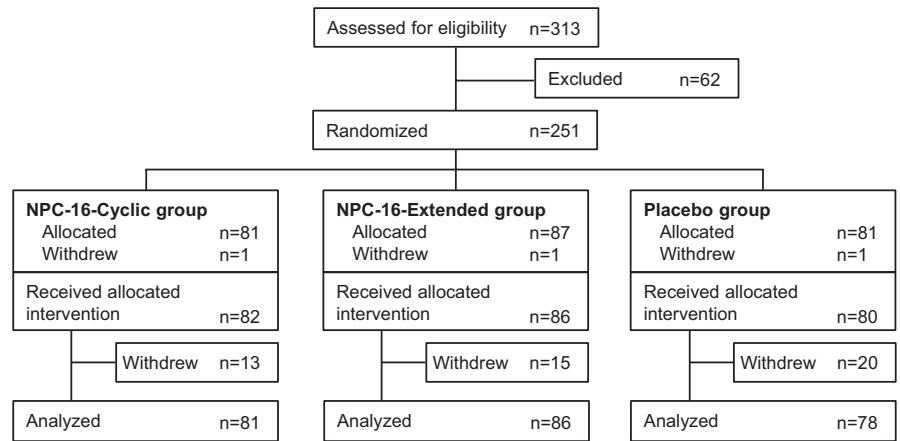 Assessed for eligibility n=313
Excluded n=62
Randomized n=251
NPC-16-Cyclic group
Allocated n=81
Withdrew n=1
Received allocated
intervention n=82
Withdrew n=13
Analyzed n=81
NPC-16-Extended group
Allocated n=87
Withdrew n=1
Received allocated
intervention n=86
Withdrew n=15
Analyzed n=86
Placebo group
Allocated n=81
Withdrew n=1
Received allocated
intervention n=80
Withdrew n=20
Analyzed n=78